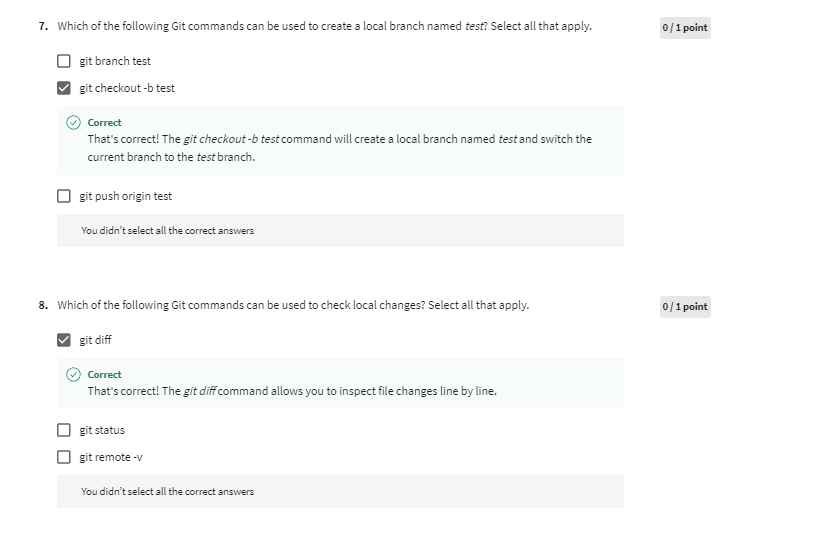 7. Which of the following Git commands can be used to create a local branch named test? Select all that apply.
0 / 1 point
git branch test
git checkout -b test
Correct
That's correct! The git checkout -b test command will create a local branch named test and switch the
current branch to the test branch.
git push origin test
You didn't select all the correct answers
8. Which of the following Git commands can be used to check local changes? Select all that apply.
0 / 1 point
git diff
Correct
That's correct! The git diff command allows you to inspect file changes line by line.
git status
git remote -v
You didn't select all the correct answers